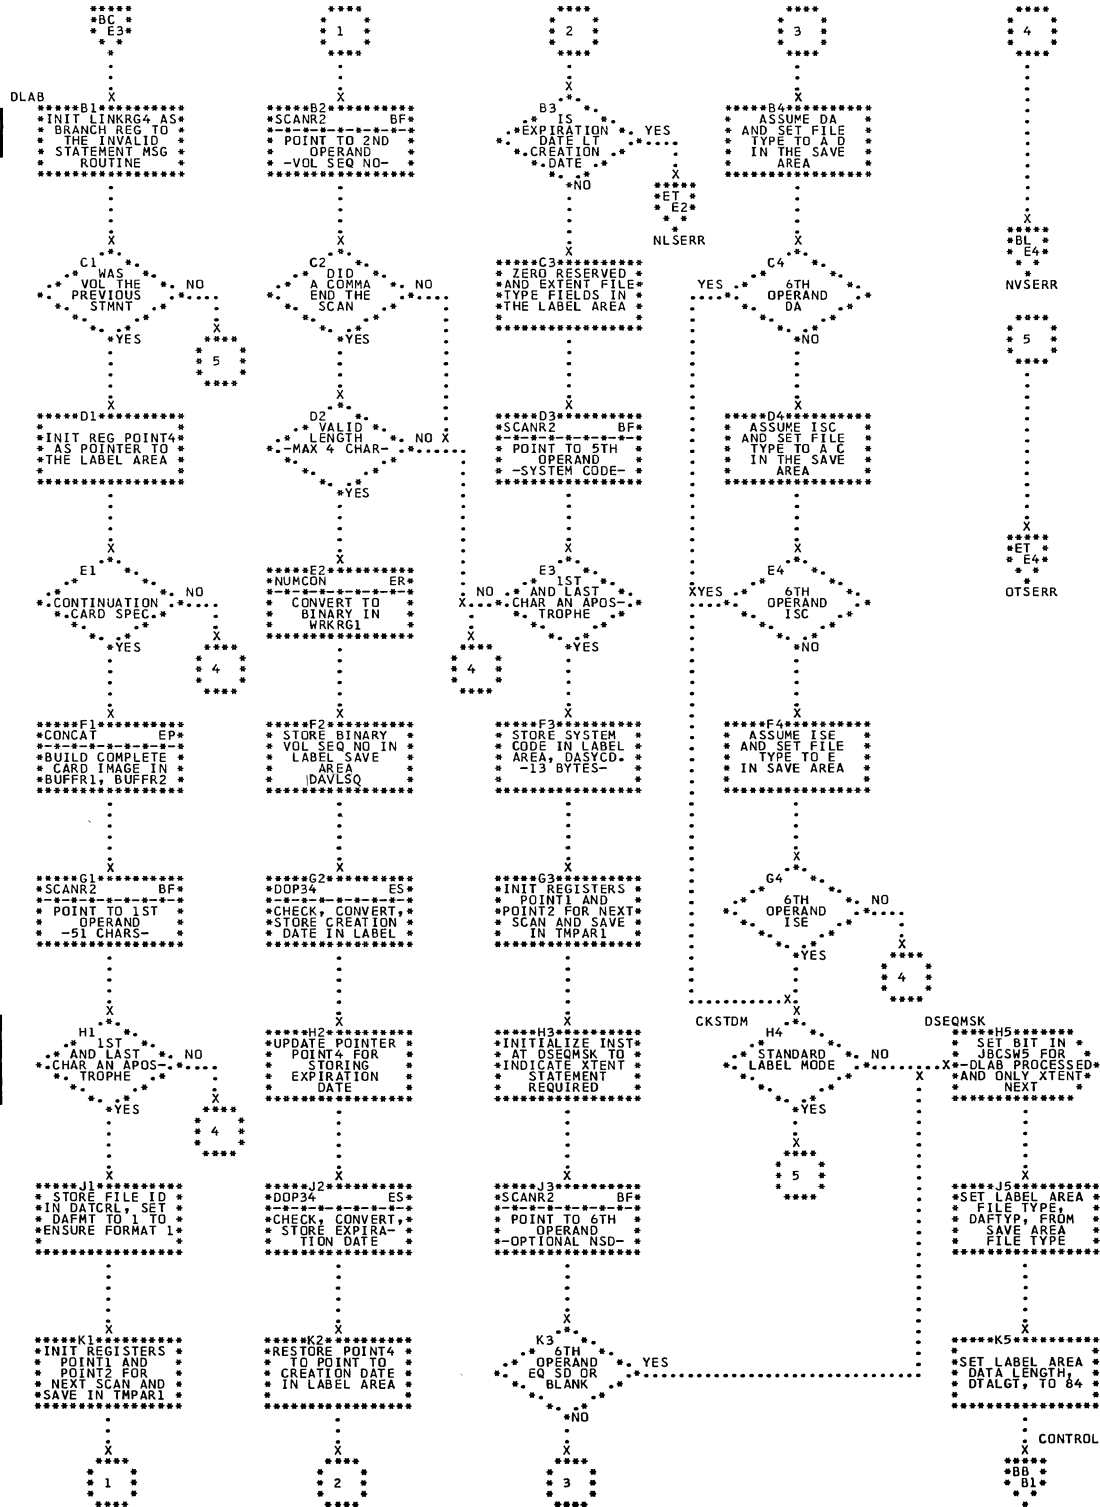 BC
E3
DLAB
B1
INIT LINKRG4 AS
BRANCH REG TO
THE INVALID
STATEMENT MSG
ROUTINE
C1
WAS
VOL THE
PREVIOUS
STMNT
NO
YES
5
D1
INIT REG POINT4
AS POINTER TO
THE LABEL AREA
E1
CONTINUATION
CARD SPEC.
NO
YES
4
F1
CONCAT EP
BUILD COMPLETE
CARD IMAGE IN
BUFFR1, BUFFR2
G1
SCANR2 BF
POINT TO 1ST
OPERAND
-51 CHARS-
H1
1ST
AND LAST
CHAR AN APOS-
TROPHE
NO
YES
4
J1
STORE FILE ID
IN DATCRL, SET
DAFMT TO 1 TO
ENSURE FORMAT 1
K1
INIT REGISTERS
POINT1 AND
POINT2 FOR
NEXT SCAN AND
SAVE IN TMPAR1
1
1
B2
SCANR2 BF
POINT TO 2ND
OPERAND
-VOL SEQ NO-
C2
DID
A COMMA
END THE
SCAN
NO
YES
D2
VALID
LENGTH
-MAX 4 CHAR-
NO X
YES
E2
NUMCON ER
CONVERT TO
BINARY IN
WRKRG1
F2
STORE BINARY
VOL SEQ NO IN
LABEL SAVE
AREA
DAVLSQ
G2
DOP34 ES
CHECK, CONVERT,
STORE CREATION
DATE IN LABEL
H2
UPDATE POINTER
POINT4 FOR
STORING
EXPIRATION
DATE
J2
DOP34 ES
CHECK, CONVERT,
STORE EXPIRA-
TION DATE
K2
RESTORE POINT4
TO POINT TO
CREATION DATE
IN LABEL AREA
2
2
B3
IS
EXPIRATION
DATE LT
CREATION
DATE
YES
NO
ET
E2
NLSERR
C3
ZERO RESERVED
AND EXTENT FILE
TYPE FIELDS IN
THE LABEL AREA
D3
SCANR2 BF
POINT TO 5TH
OPERAND
-SYSTEM CODE-
E3
1ST
AND LAST
CHAR AN APOS-
TROPHE
NO
YES
4
F3
STORE SYSTEM
CODE IN LABEL
AREA, DASYCD.
-13 BYTES-
G3
INIT REGISTERS
POINT1 AND
POINT2 FOR NEXT
SCAN AND SAVE
IN TMPAR1
H3
INITIALIZE INST
AT DSEQMSK TO
INDICATE XTENT
STATEMENT
REQUIRED
J3
SCANR2 BF
POINT TO 6TH
OPERAND
-OPTIONAL NSD-
K3
6TH
OPERAND
EQ SD OR
BLANK
YES
NO
3
3
B4
ASSUME DA
AND SET FILE
TYPE TO A D
IN THE SAVE
AREA
C4
6TH
OPERAND
DA
YES
NO
D4
ASSUME ISC
AND SET FILE
TYPE TO A C
IN THE SAVE
AREA
E4
6TH
OPERAND
ISC
XYES
NO
F4
ASSUME ISE
AND SET FILE
TYPE TO E
IN SAVE AREA
G4
6TH
OPERAND
ISE
NO
YES
4
CKSTDM
H4
STANDARD
LABEL MODE
NO
YES
5
4
BL
E4
NVSERR
5
ET
E4
OTSERR
DSEQMSK
H5
SET BIT IN
JBCSW5 FOR
-DLAB PROCESSED
AND ONLY XTENT
NEXT
J5
SET LABEL AREA
FILE TYPE,
DAFTYP, FROM
SAVE AREA
FILE TYPE
K5
SET LABEL AREA
DATA LENGTH,
DTALGT, TO 84
CONTROL
BB
B1